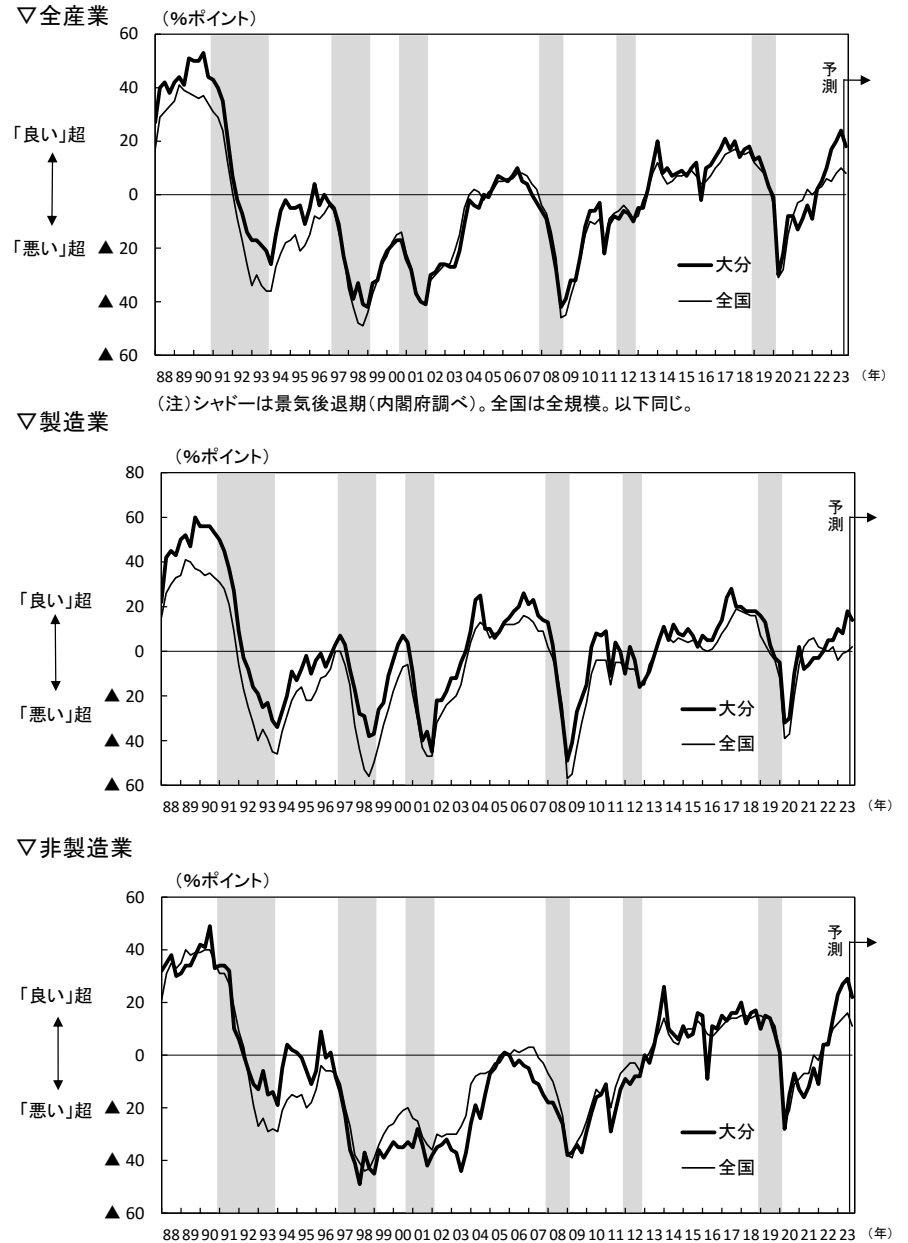 ▽全産業
(%ポイント)
60
40
20
0
▲ 20
▲ 40
▲ 60
「良い」超
「悪い」超
予測
大分
全国
88 89 90 91 92 93 94 95 96 97 98 99 00 01 02 03 04 05 06 07 08 09 10 11 12 13 14 15 16 17 18 19 20 21 22 23 (年)
(注)シャドーは景気後退期(内閣府調べ)。全国は全規模。以下同じ。
▽製造業
(%ポイント)
80
60
40
20
0
▲ 20
▲ 40
▲ 60
「良い」超
「悪い」超
予測
大分
全国
88 89 90 91 92 93 94 95 96 97 98 99 00 01 02 03 04 05 06 07 08 09 10 11 12 13 14 15 16 17 18 19 20 21 22 23 (年)
▽非製造業
(%ポイント)
60
40
20
0
▲ 20
▲ 40
▲ 60
「良い」超
「悪い」超
予測
大分
全国
88 89 90 91 92 93 94 95 96 97 98 99 00 01 02 03 04 05 06 07 08 09 10 11 12 13 14 15 16 17 18 19 20 21 22 23 (年)